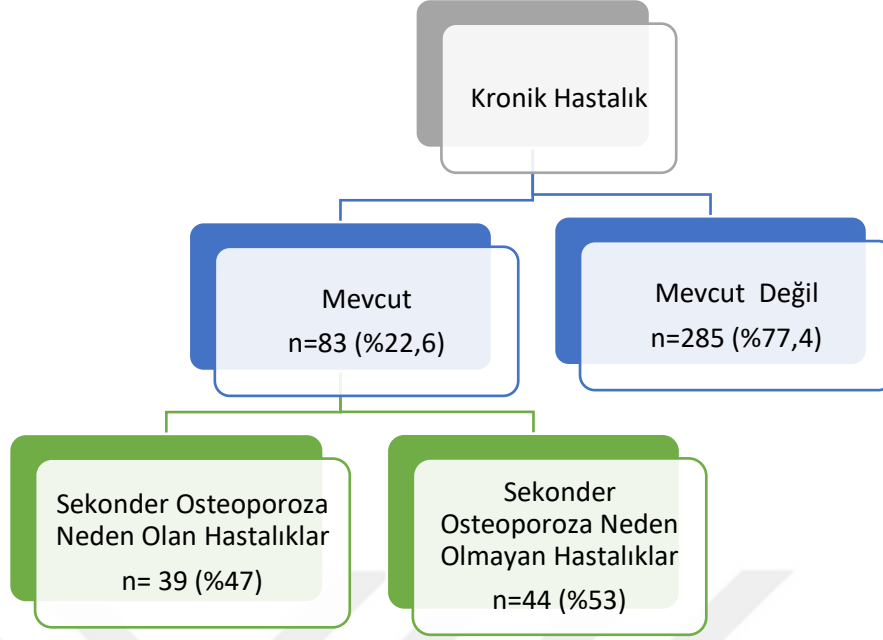 Kronik Hastalık
Mevcut
n=83 (%22,6)
Mevcut Değil
n=285 (%77,4)
Sekonder Osteoporoza
Neden Olan Hastalıklar
n= 39 (%47)
Sekonder
Osteoporoza Neden
Olmayan Hastalıklar
n=44 (%53)